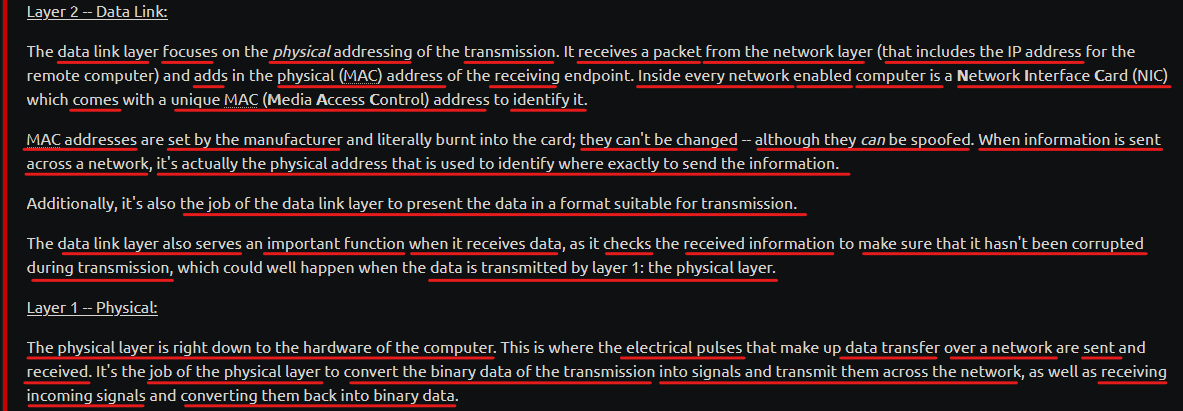 Layer 2 -- Data Link:
The data link layer focuses on the physical addressing of the transmission. It receives a packet from the network layer (that includes the IP address for the
remote computer) and adds in the physical (MAC) address of the receiving endpoint. Inside every network enabled computer is a Network Interface Card (NIC)
which comes with a unique MAC (Media Access Control) address to identify it.
MAC addresses are set by the manufacturer and literally burnt into the card; they can't be changed -- although they can be spoofed. When information is sent
across a network, it's actually the physical address that is used to identify where exactly to send the information.
Additionally, it's also the job of the data link layer to present the data in a format suitable for transmission.
The data link layer also serves an important function when it receives data, as it checks the received information to make sure that it hasn't been corrupted
during transmission, which could well happen when the data is transmitted by layer 1: the physical layer.
Layer 1 -- Physical:
The physical layer is right down to the hardware of the computer. This is where the electrical pulses that make up data transfer over a network are sent and
received. It's the job of the physical layer to convert the binary data of the transmission into signals and transmit them across the network, as well as receiving
incoming signals and converting them back into binary data.